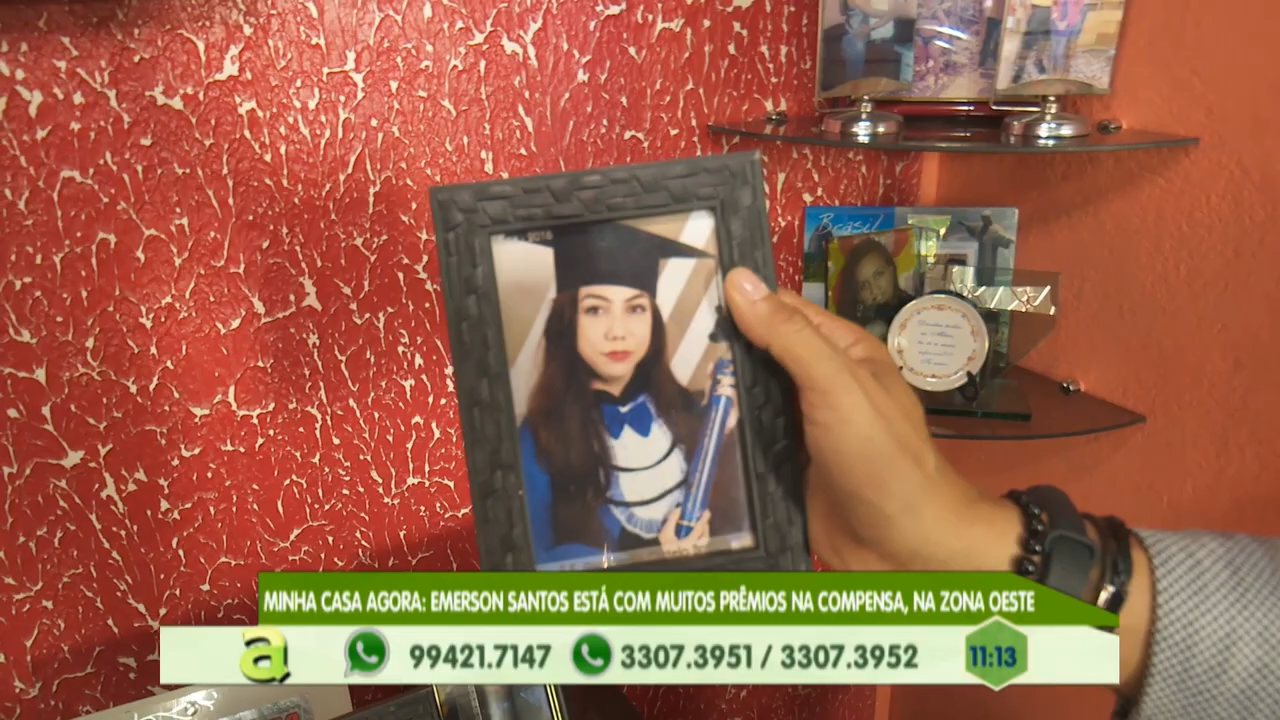 Brasil
2016
MINHA CASA AGORA: EMERSON SANTOS ESTÁ COM MUITOS PRÊMIOS NA COMPENSA, NA ZONA OESTE
a
99421.7147
3307.3951 / 3307.3952
11:13